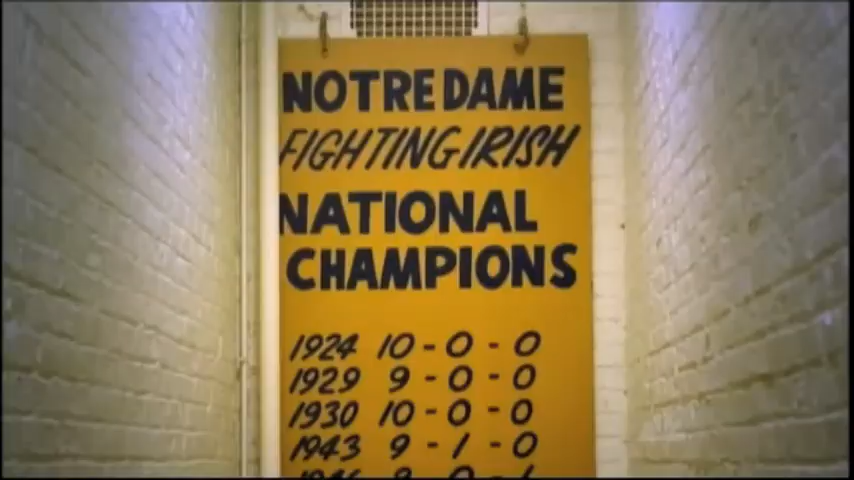 NOTRE DAME
FIGHTING IRISH
NATIONAL
CHAMPIONS
1924 10-0-0
1929 9-0-0
1930 10-0-0
1943 9-1-0